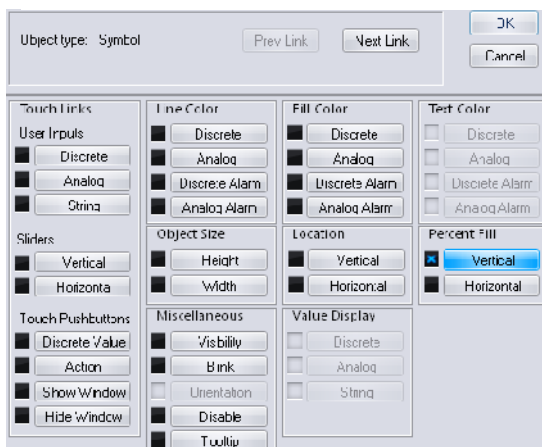 Object type: Symbol
Prev Link
Next Link
OK
Cancel
Touch Links
User Inputs
Discrete
Analog
String
Sliders
Vertical
Horizontal
Touch Pushbuttons
Discrete Value
Action
Show Window
Hide Window
Line Color
Discrete
Analog
Discrete Alarm
Analog Alarm
Object Size
Height
Width
Miscellaneous
Visibility
Blink
Orientation
Disable
Tooltip
Fill Color
Discrete
Analog
Discrete Alarm
Analog Alarm
Location
Vertical
Horizontal
Value Display
Discrete
Analog
String
Text Color
Discrete
Analog
Discrete Alarm
Analog Alarm
Percent Fill
Vertical
Horizontal